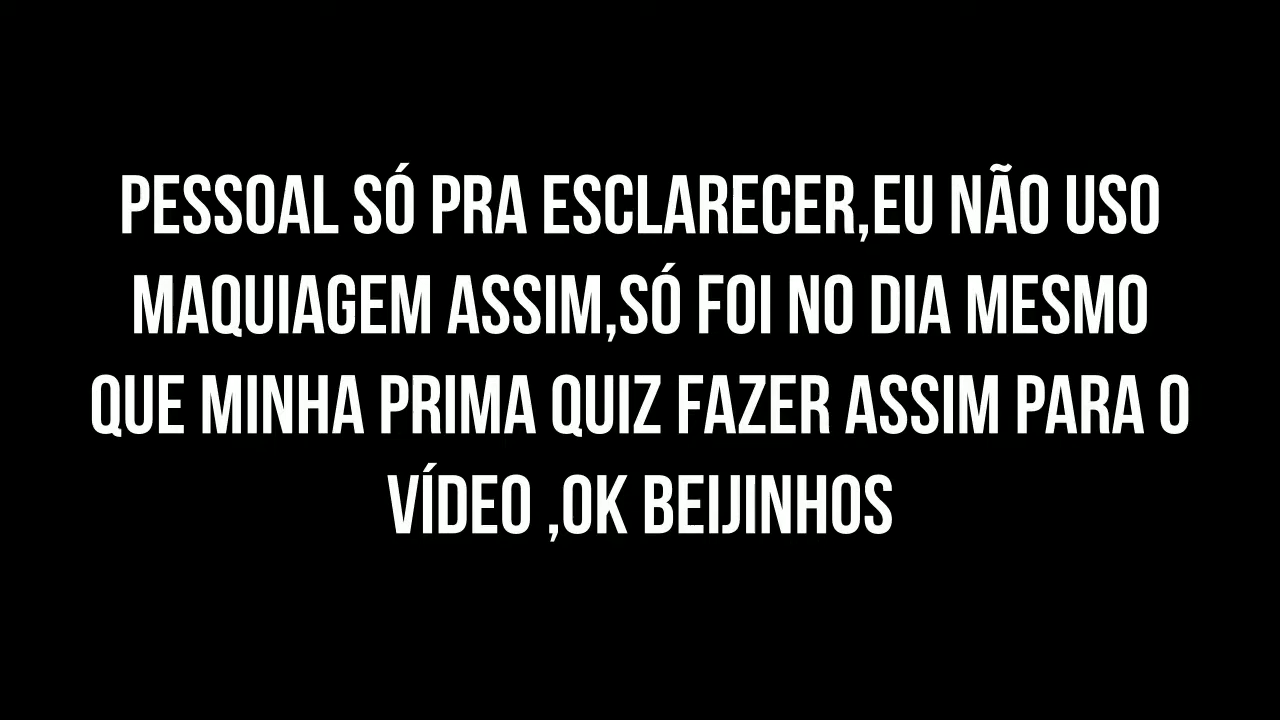 PESSOAL SÓ PRA ESCLARECER,EU NÃO USO
MAQUIAGEM ASSIM,SÓ FOI NO DIA MESMO
QUE MINHA PRIMA QUIZ FAZER ASSIM PARA O
VÍDEO ,OK BEIJINHOS